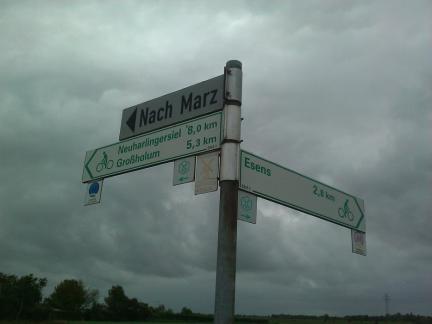 Nach Marz
Neuharlingersiel 8,0 km
Großholum 5,3 km
Esens 2,8 km